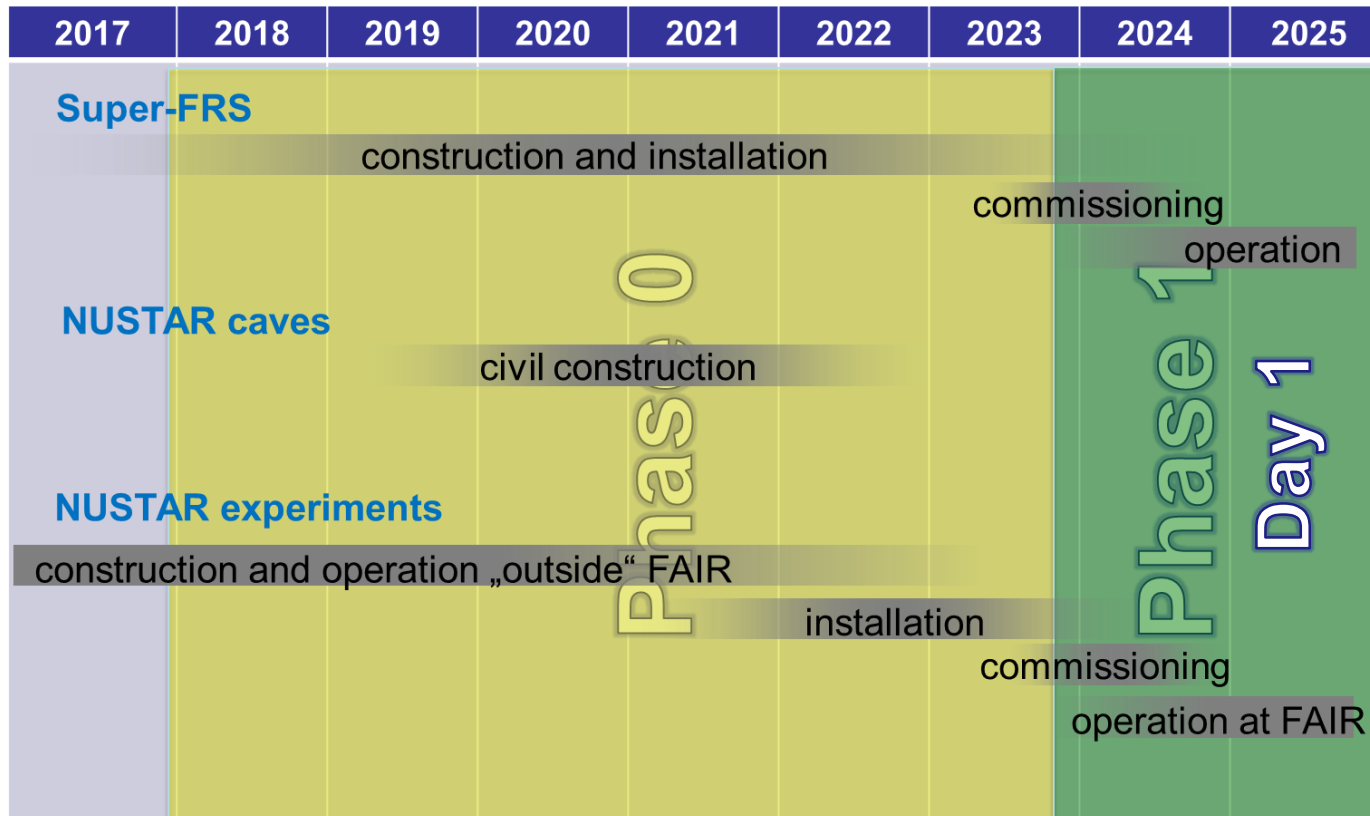 2017 2018 2019 2020 2021 2022 2023 2024 2025
Super-FRS
construction and installation
commissioning
operation
NUSTAR caves
civil construction
NUSTAR experiments
construction and operation „outside“ FAIR
installation
commissioning
operation at FAIR
Phase 0
Phase 1
Day 1